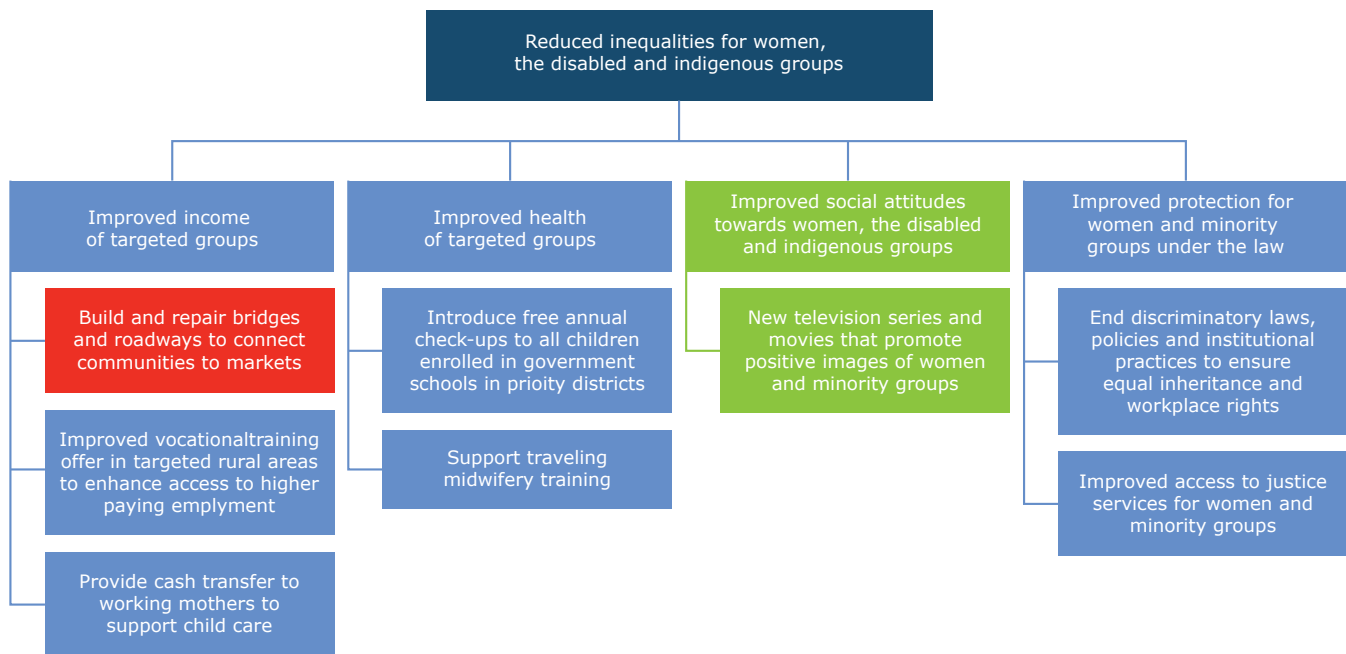 Reduced inequalities for women,
the disabled and indigenous groups
Improved income
of targeted groups
Build and repair bridges
and roadways to connect
communities to markets
Improved vocationaltraining
offer in targeted rural areas
to enhance access to higher
paying emplyment
Provide cash transfer to
working mothers to
support child care
Improved health
of targeted groups
Introduce free annual
check-ups to all children
enrolled in government
schools in prioity districts
Support traveling
midwifery training
Improved social attitudes
towards women, the disabled
and indigenous groups
New television series and
movies that promote
positive images of women
and minority groups
Improved protection for
women and minority
groups under the law
End discriminatory laws,
policies and institutional
practices to ensure
equal inheritance and
workplace rights
Improved access to justice
services for women and
minority groups